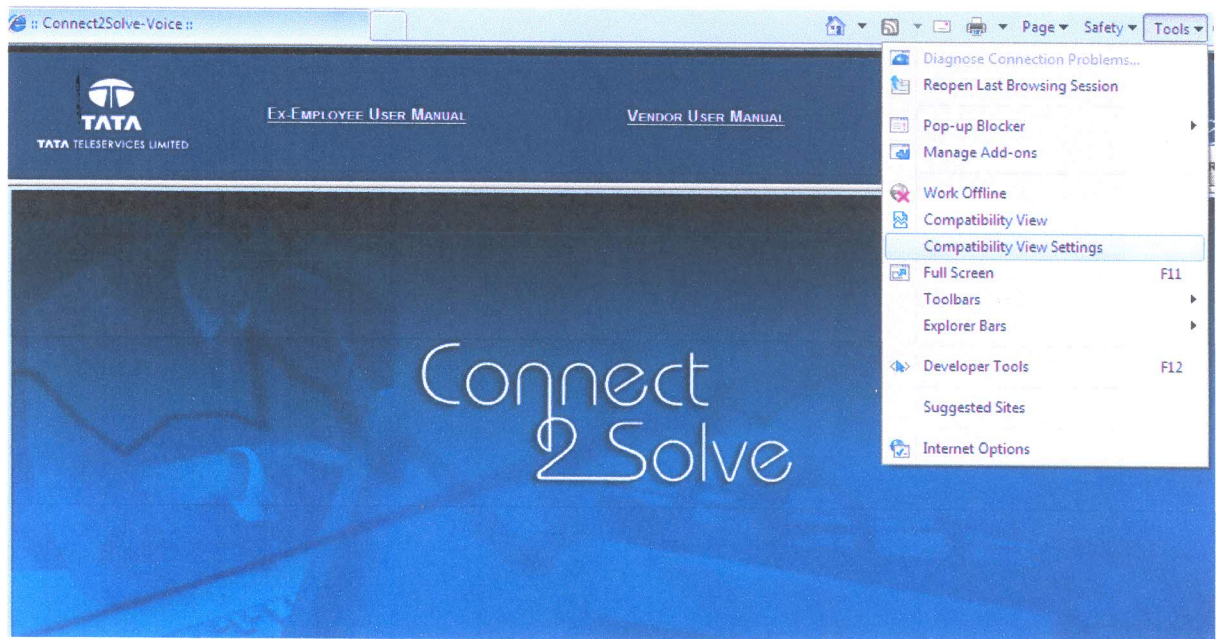 :: Connect2Solve-Voice ::
Page Safety Tools
TATA
TATA TELESERVICES LIMITED
EX-EMPLOYEE USER MANUAL
VENDOR USER MANUAL
Diagnose Connection Problems...
Reopen Last Browsing Session
Pop-up Blocker
Manage Add-ons
Work Offline
Compatibility View
Compatibility View Settings
Full Screen F11
Toolbars
Explorer Bars
Developer Tools F12
Suggested Sites
Internet Options
Connect
2 Solve